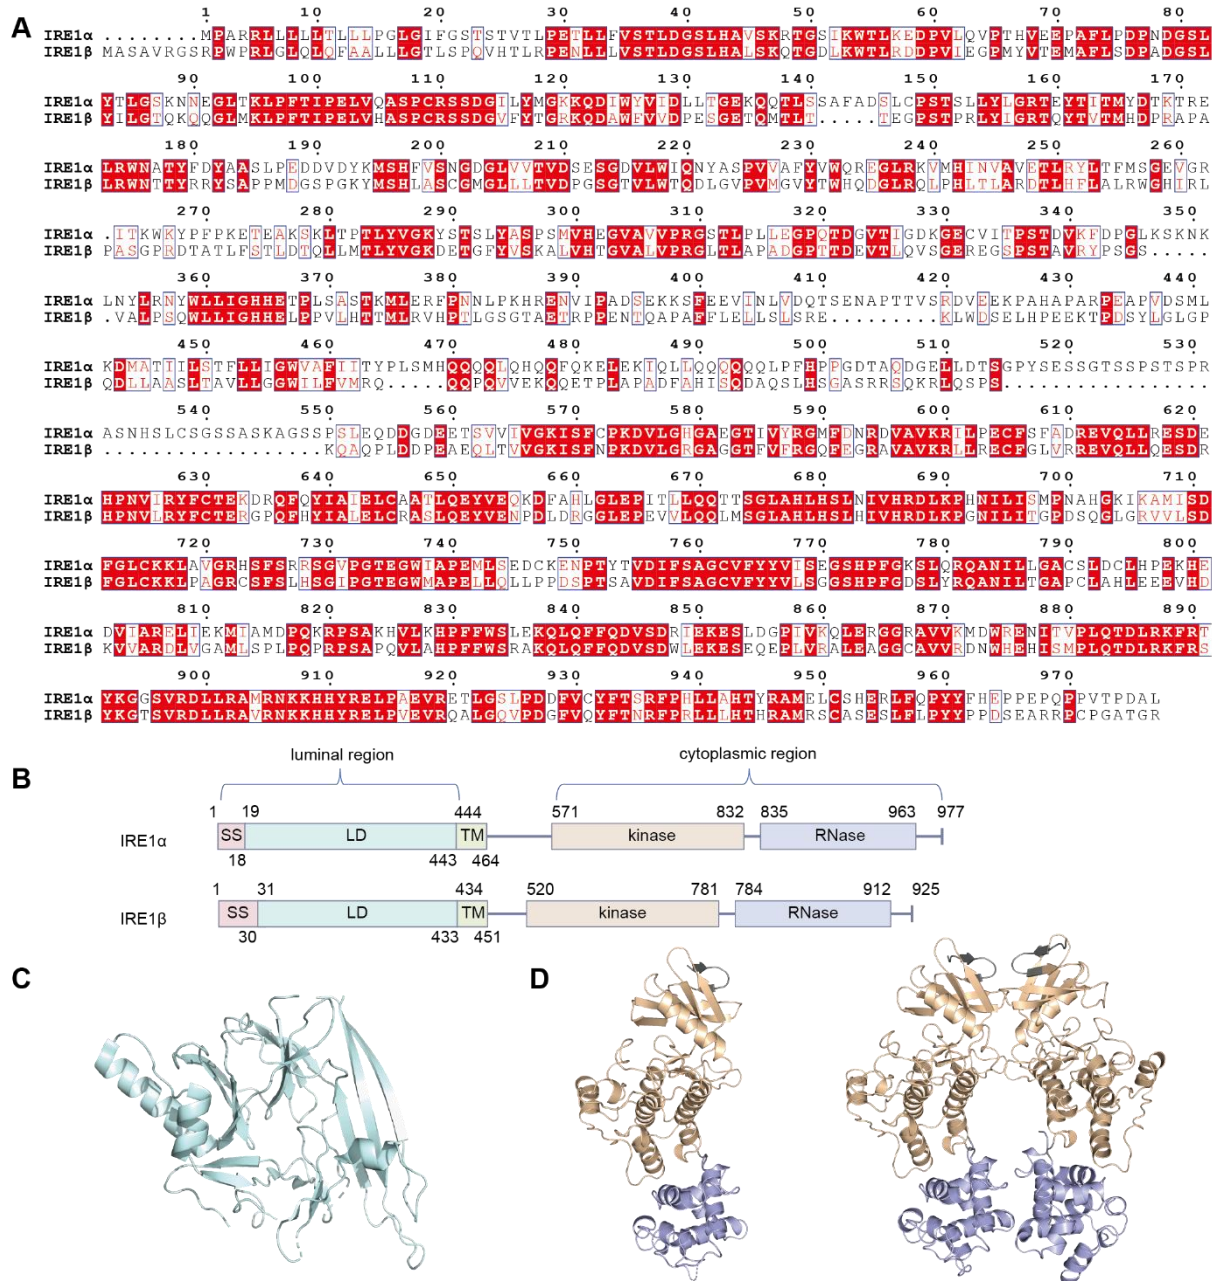 A
1 10 20 30 40 50 60 70 80
IRE1α ........MPARRLLLLLTLLLPGLGIFGSTSTVTLPETLLFVSTLDGSLHAVSKRTGSIKWTLKEDPVLQVPTHVEEPAFLPDPNDGSL
IRE1β MASAVRGSRPWPRLGLQLQFAALLLGTLSPQVHTLRPENLLLVSTLDGSLHALSKQTGDLKWTLRDDPVIEGPMYVTEMAFLSDPADGSL
90 100 110 120 130 140 150 160 170
IRE1α YTLGSKNNEGLTKLPFTIPELVQASPCRSSDGILYMGKKQDIWYVIDLLTGEKQQTLSSAFADSLCPSTSLLYLGRTEYTITMYDTKTRE
IRE1β YILGTQKQQGLMKLPFTIPELVHASPCRSSDGVFYTGRKQDAWFVVDPESGETQMTLT.....TEGPSTPRLYIGRTQYTVTMHDPRAPA
180 190 200 210 220 230 240 250 260
IRE1α LRWNATYFDYAASLPEDDVDYKMSHFVSNGDGLVVTVDSESGDVLWIQNYASPVVAFYVWQREGLRKVMHINVAVETLRYLTFMSGEVGR
IRE1β LRWNTTYRRYSAPPMDGSPGKYMSHLASCGMGLLLTVDPGSGTVLWTQDLGVPVMGVYTWHQDGLRQLPHLTLARDTLHFLALRWGHIRL
270 280 290 300 310 320 330 340 350
IRE1α .ITKWKYPFPKETEAKSKLTPTLYVGKYSTSLYASPSMVHEGVAVVPRGSTLPLLEGPQTDGVTIGDKGECVITPSTDVKFDPGLKSKNK
IRE1β PASGPRDTATLFSTLDTQLLMTLYVGKDETGFYVSKALVHTGVALVPRGLTLAPADGPTTDEVTLQVSGEREGSPSTAVRYPSGS.....
360 370 380 390 400 410 420 430 440
IRE1α LNYLRNYWLLIGHHETPLSASTKMLERFPNNLPKHRENVIPADSEKKSFEEVINLVDQTSENAPTTVSRDVEEKPAHAPARPEAPVDSML
IRE1β .VALPSQWLLIGHHELPPVLHTTMLRVHPTLGSGTAETRPPENTQAPAFFLELLSLSRE.........KLWDSELHPEEKTPDSYLGLGP
450 460 470 480 490 500 510 520 530
IRE1α KDMATIILSTFLLIGWVAFIITYPLSMHQQQQLQHQQFQKELEKIQLLQQQQQQLPFHPPGDTAQDGELLDTSGPYSESSGTSSPSTSPR
IRE1β QDLLAASLTAVLLGGWILFVMRQ.....QQPQVVEKQQETPLAPADFAHISQDAQSLHSGASRRSQKRLQSPS.................
540 550 560 570 580 590 600 610 620
IRE1α ASNHSLCSGSSASKAGSSPSLEQDDGDEETSVVIVGKISFCPKDVLGHGAEGTIVYRGMFDNRDVAVKRILPECFSFADREVQLLRESDE
IRE1β ..................KQAQPLDDPEAEQLTVVGKISFNPKDVLGRGAGGTFVFRGQFEGRAVAVKRLLRECFGLVRREVQLLQESDR
630 640 650 660 670 680 690 700 710
IRE1α HPNVIRYFCTEKDRQFQYIAIELCAATLQEYVEQKDFAHLGLEPITLLQQTTSGLAHLHSLNIVHRDLKPHNILISMPNAHGKIKAMISD
IRE1β HPNVLRYFCTERGPQFHYIALELCRASLQEYVENPDLDRGGLEPEVVLQQLMSGLAHLHSLHIVHRDLKPGNILITGPDSQGLGRVVLSD
720 730 740 750 760 770 780 790 800
IRE1α FGLCKKLAVGRHSFSRRSGVPGTEGWIAPEMLSEDCKENPTYTVDIFSAGCVFYYVISEGSHPFGKSLQRQANILLGACSLDCLHPEKHE
IRE1β FGLCKKLPAGRCSFSLHSGIPGTEGWMAPELLQLLPPDSPTSAVDIFSAGCVFYYVLSGGSHPFGDSLYRQANILTGAPCLAHLEEEVHD
810 820 830 840 850 860 870 880 890
IRE1α DVIARELIEKMIAMDPQKRPSAKHVLKHPFFWSLEKQLQFFQDVSDRIEKESLDGPIVKQLERGGRAVVKMDWRENITVPLQTDLRKFRT
IRE1β KVVARDLVGAMLSPLPQPRPSAPQVLAHPFFWSRAKQLQFFQDVSDWLEKESEQEPLVRALEAGGCAVVRDNWHEHISMPLQTDLRKFRS
900 910 920 930 940 950 960 970
IRE1α YKGGSVRDLLRAMRNKKHHYRELPAEVRETLGSLPDDFVCYFTSRFPHLLAHTYRAMELCSHERLFQPYYFHEPPEPQPPVTPDAL
IRE1β YKGTSVRDLLRAVRNKKHHYRELPVEVRQALGQVPDGFVQYFTNRFPRLLLHTHRAMRSCASESLFLPYYPPDSEARRPCPGATGR
B
luminal region cytoplasmic region
1 19 444 571 832 835 963 977
IRE1α SS LD TM kinase RNase
18 443 464
1 31 434 520 781 784 912 925
IRE1β SS LD TM kinase RNase
30 433 451
C D